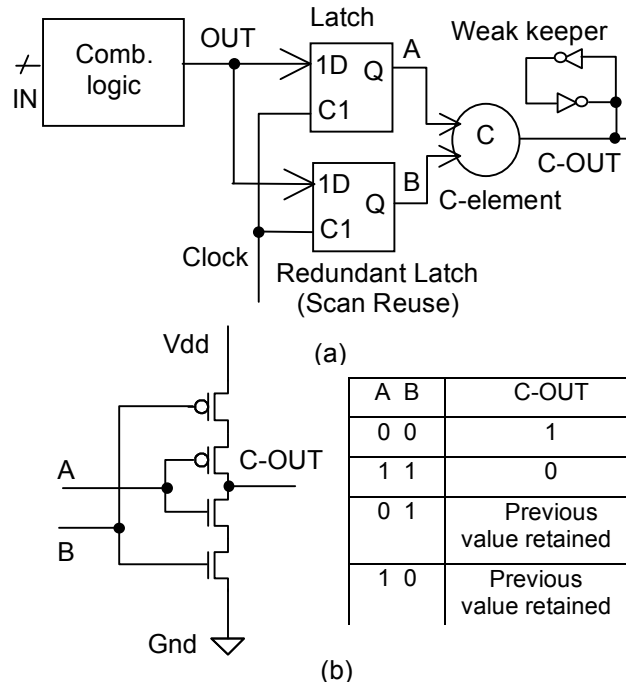 Latch
Weak keeper
Comb.
logic
OUT
IN
1D
Q
C1
A
C
C-OUT
1D
Q
C1
B
C-element
Clock
Redundant Latch
(Scan Reuse)
(a)
Vdd
A
B
C-OUT
Gnd
A B C-OUT
0 0 1
1 1 0
0 1 Previous
value retained
1 0 Previous
value retained
(b)